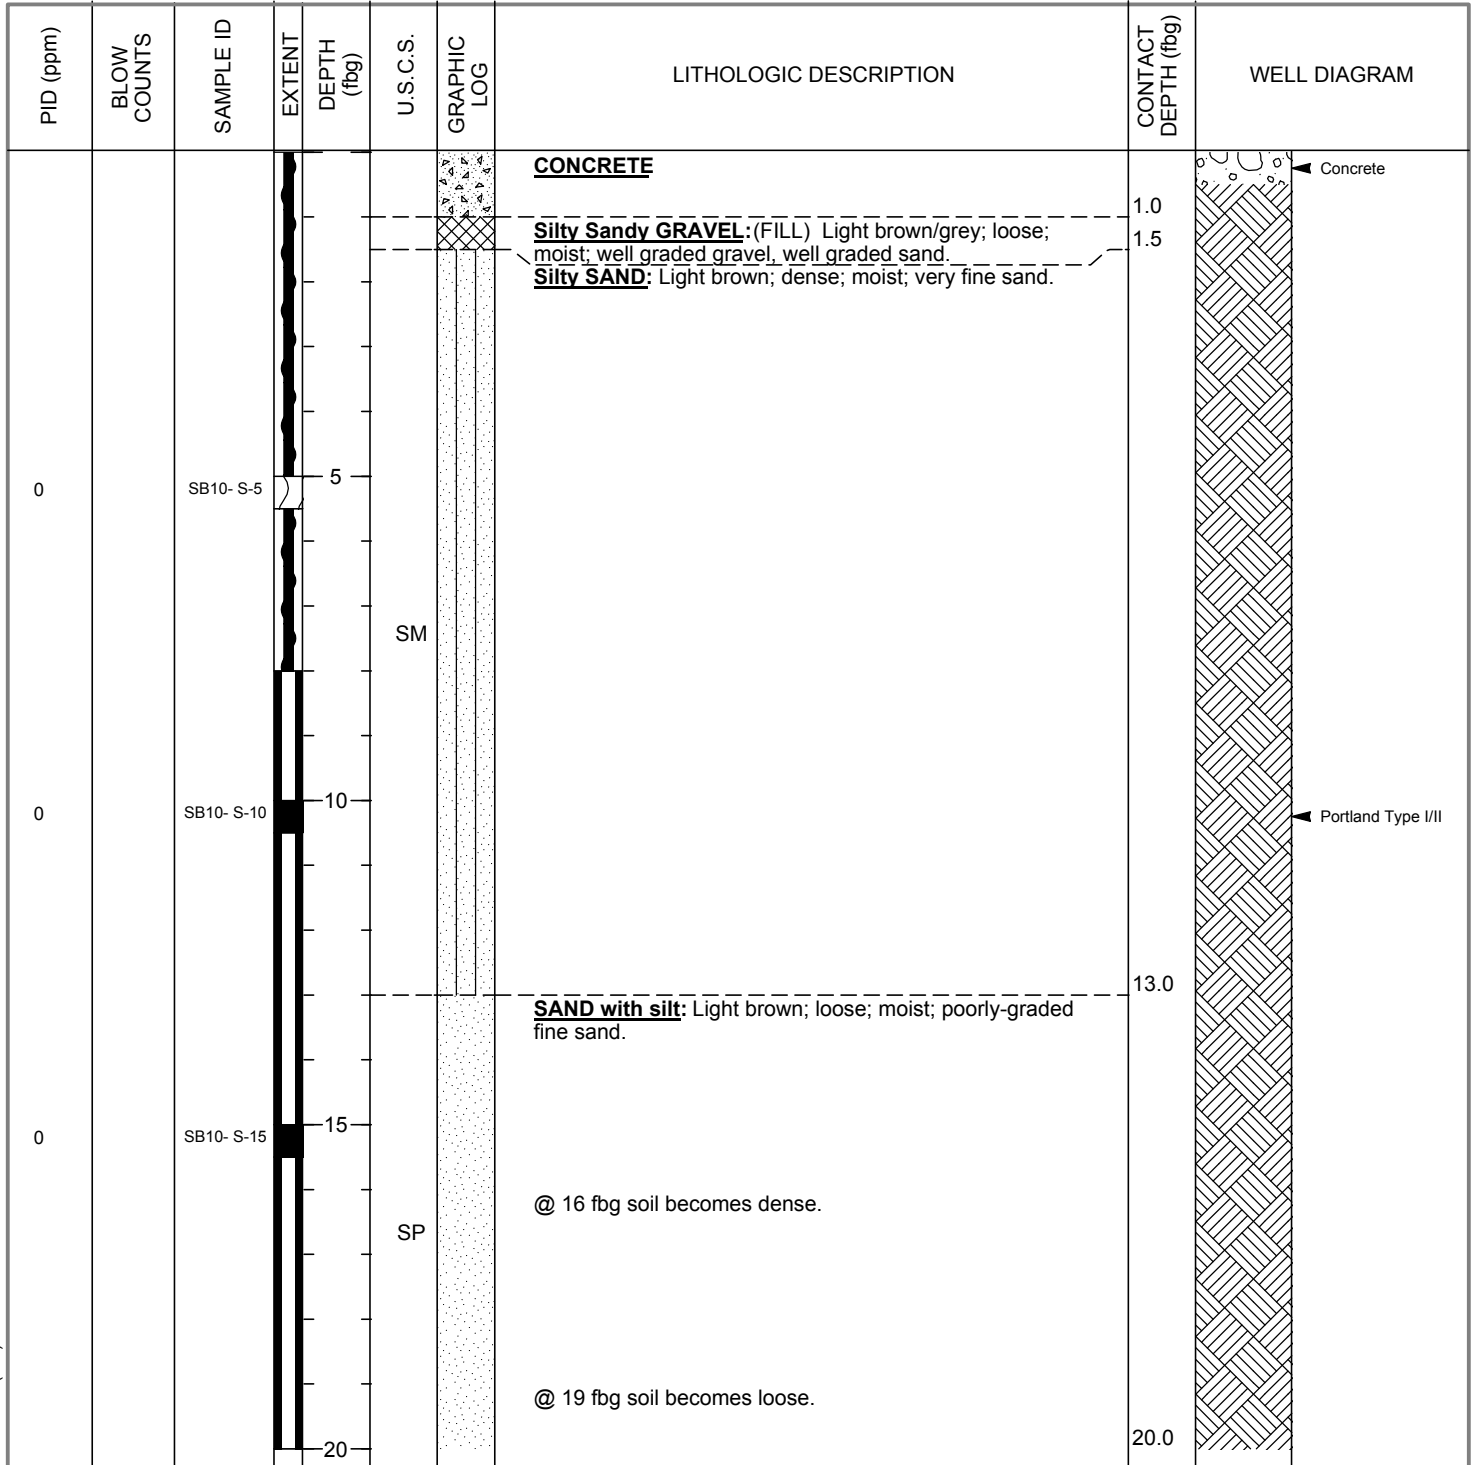 PID (ppm)
BLOW
COUNTS
SAMPLE ID
EXTENT
DEPTH
(fbg)
U.S.C.S.
GRAPHIC
LOG
LITHOLOGIC DESCRIPTION
CONTACT
DEPTH (fbg)
WELL DIAGRAM
CONCRETE
Concrete
1.0
Silty Sandy GRAVEL: (FILL) Light brown/grey; loose;
moist; well graded gravel, well graded sand.
1.5
Silty SAND: Light brown; dense; moist; very fine sand.
0
SB10- S-5
5
SM
0
SB10- S-10
10
Portland Type I/II
13.0
SAND with silt: Light brown; loose; moist; poorly-graded
fine sand.
0
SB10- S-15
15
@ 16 fbg soil becomes dense.
SP
@ 19 fbg soil becomes loose.
20
20.0